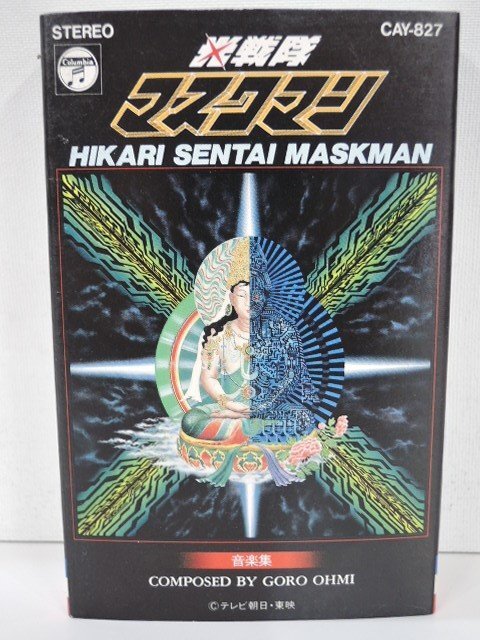 STEREO
CAY-827
Columbia
光戦隊
マスクマン
HIKARI SENTAI MASKMAN
音楽集
COMPOSED BY GORO OHMI
©テレビ朝日・東映